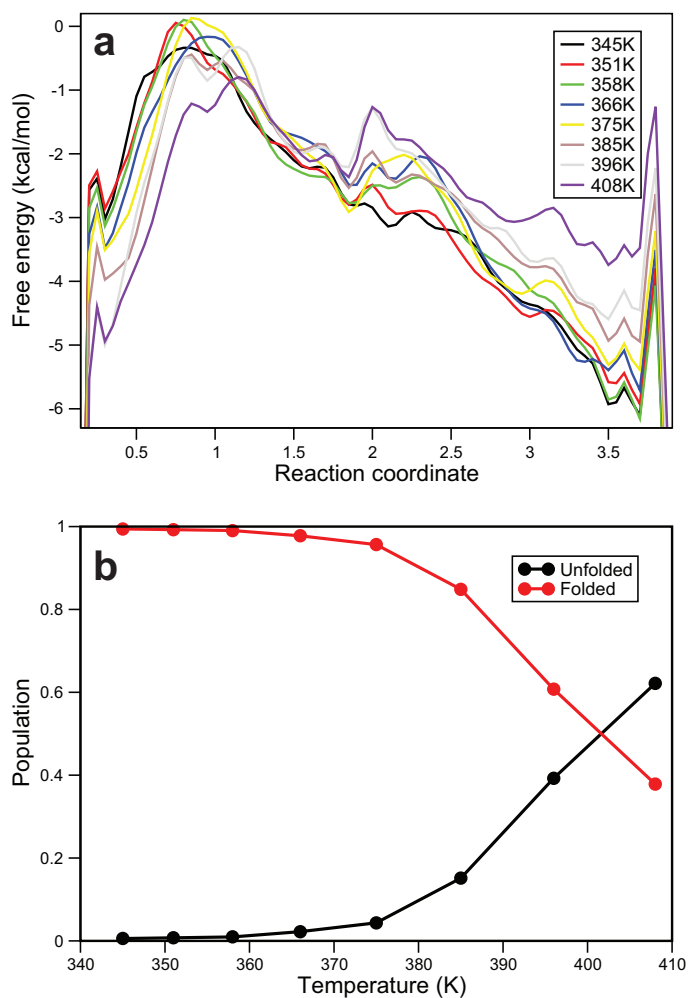 a
0
-1
-2
-3
-4
-5
-6
Free energy (kcal/mol)
345K
351K
358K
366K
375K
385K
396K
408K
0.5
1
1.5
2
2.5
3
3.5
Reaction coordinate
b
1
0.8
0.6
0.4
0.2
0
Population
Unfolded
Folded
340
350
360
370
380
390
400
410
Temperature (K)